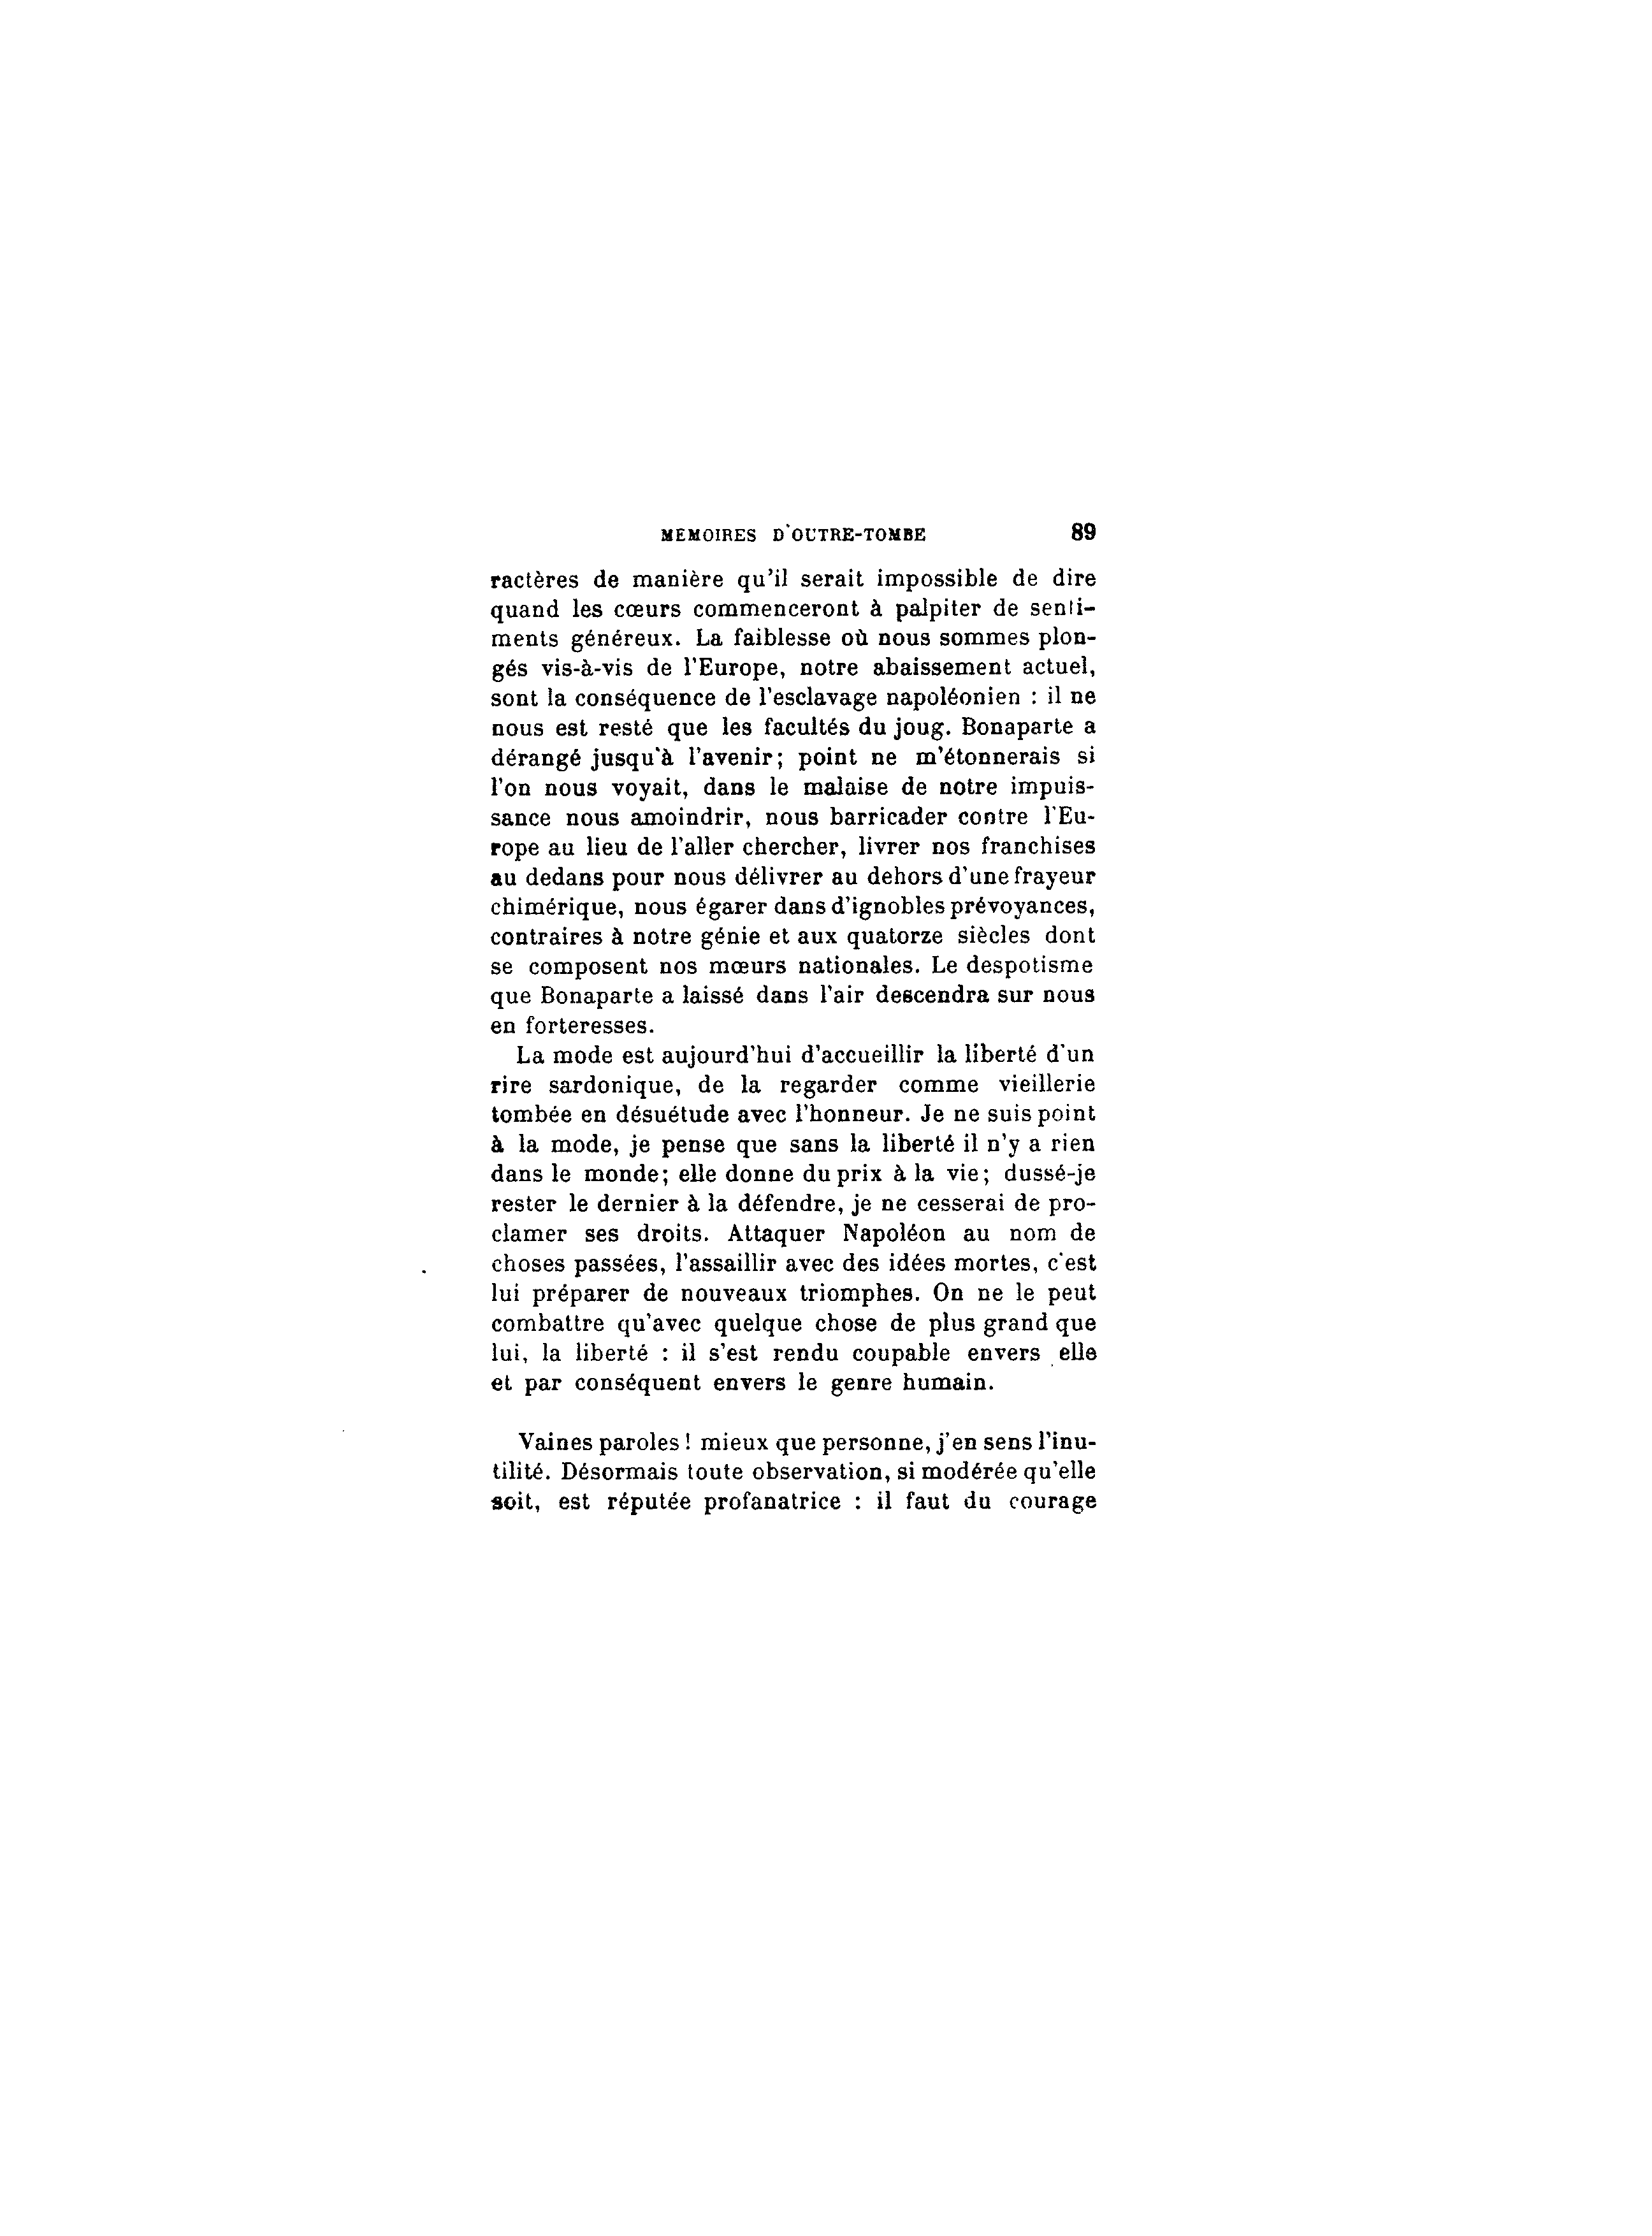 MEMOIRES D'OUTRE-TOMBE 89
ractères de manière qu'il serait impossible de dire
quand les cœurs commenceront à palpiter de senti-
ments généreux. La faiblesse où nous sommes plon-
gés vis-à-vis de l'Europe, notre abaissement actuel,
sont la conséquence de l'esclavage napoléonien : il ne
nous est resté que les facultés du joug. Bonaparte a
dérangé jusqu'à l'avenir; point ne m'étonnerais si
l'on nous voyait, dans le malaise de notre impuis-
sance nous amoindrir, nous barricader contre l'Eu-
rope au lieu de l'aller chercher, livrer nos franchises
au dedans pour nous délivrer au dehors d'une frayeur
chimérique, nous égarer dans d'ignobles prévoyances,
contraires à notre génie et aux quatorze siècles dont
se composent nos mœurs nationales. Le despotisme
que Bonaparte a laissé dans l'air descendra sur nous
en forteresses.
La mode est aujourd'hui d'accueillir la liberté d'un
rire sardonique, de la regarder comme vieillerie
tombée en désuétude avec l'honneur. Je ne suis point
à la mode, je pense que sans la liberté il n'y a rien
dans le monde; elle donne du prix à la vie; dussé-je
rester le dernier à la défendre, je ne cesserai de pro-
clamer ses droits. Attaquer Napoléon au nom de
choses passées, l'assaillir avec des idées mortes, c'est
lui préparer de nouveaux triomphes. On ne le peut
combattre qu'avec quelque chose de plus grand que
lui, la liberté : il s'est rendu coupable envers elle
et par conséquent envers le genre humain.
Vaines paroles ! mieux que personne, j'en sens l'inu-
tilité. Désormais toute observation, si modérée qu'elle
soit, est réputée profanatrice : il faut du courage